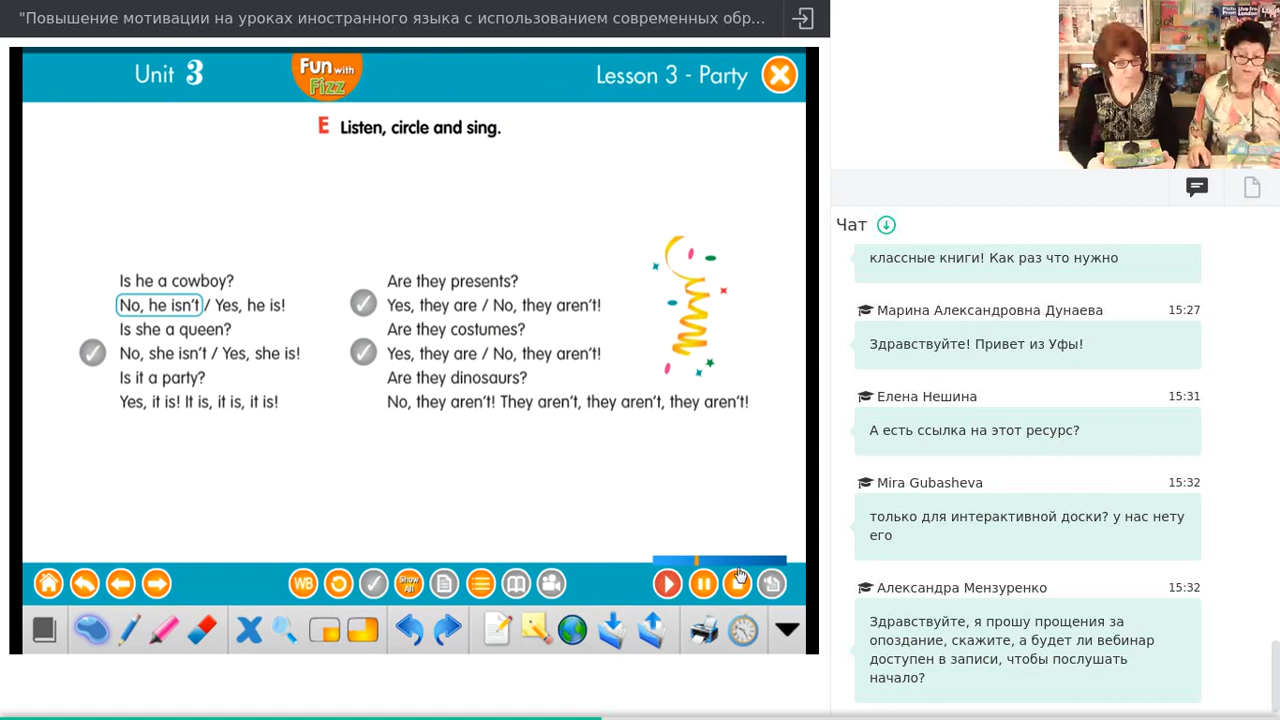 "Повышение мотивации на уроках иностранного языка с использованием современных обр...
Unit 3
Fun with
Fizz
Lesson 3 - Party
E Listen, circle and sing.
Is he a cowboy?
No, he isn't / Yes, he is!
Is she a queen?
No, she isn't / Yes, she is!
Is it a party?
Yes, it is! It is, it is, it is!
Are they presents?
Yes, they are / No, they aren't!
Are they costumes?
Yes, they are / No, they aren't!
Are they dinosaurs?
No, they aren't! They aren't, they aren't, they aren't!
WB
Show
All
Чат
классные книги! Как раз что нужно
Марина Александровна Дунаева 15:27
Здравствуйте! Привет из Уфы!
Елена Нешина 15:31
А есть ссылка на этот ресурс?
Mira Gubasheva 15:32
только для интерактивной доски? у нас нету
его
Александра Мензуренко 15:32
Здравствуйте, я прошу прощения за
опоздание, скажите, а будет ли вебинар
доступен в записи, чтобы послушать
начало?